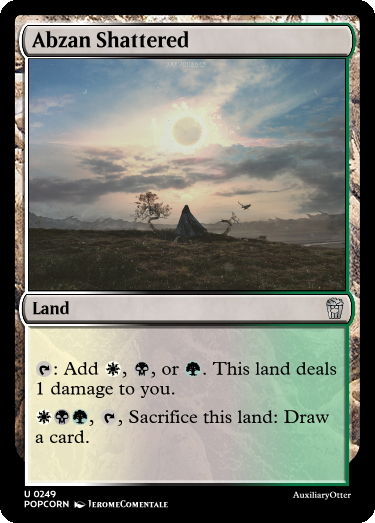 Abzan Shattered
Land
: Add , , or . This land deals
1 damage to you.
, , Sacrifice this land: Draw
a card.
U 0249
POPCORN JeromeComentale
AuxiliaryOtter